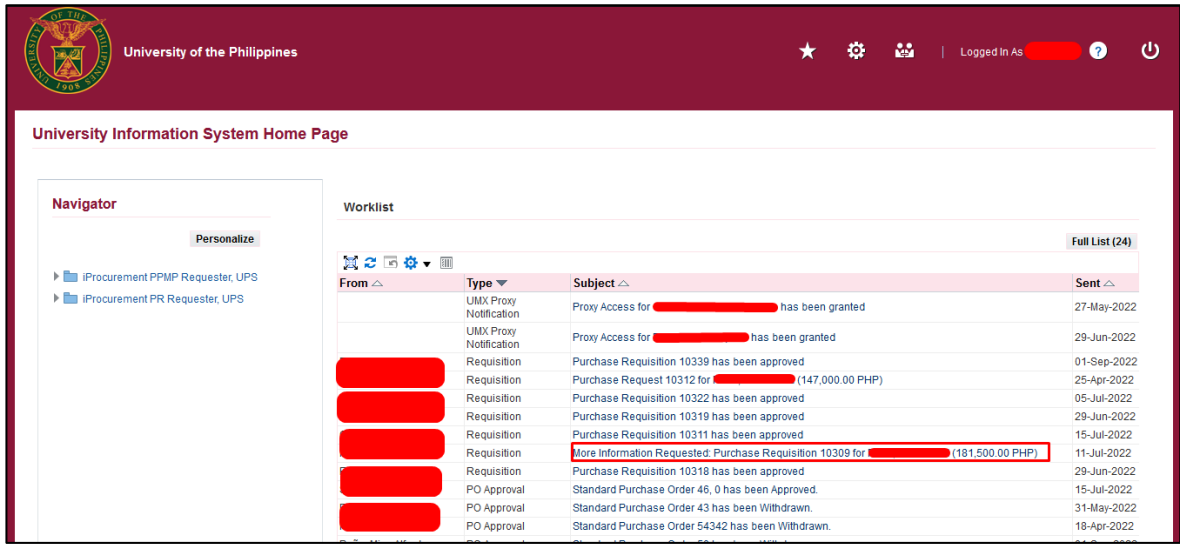 University of the Philippines
Logged In As
?
University Information System Home Page
Navigator
Personalize
iProcurement PPMP Requester, UPS
iProcurement PR Requester, UPS
Worklist
Full List (24)
From Type Subject Sent
UMX Proxy Notification Proxy Access for has been granted 27-May-2022
UMX Proxy Notification Proxy Access for has been granted 29-Jun-2022
Requisition Purchase Requisition 10339 has been approved 01-Sep-2022
Requisition Purchase Request 10312 for (147,000.00 PHP) 25-Apr-2022
Requisition Purchase Requisition 10322 has been approved 05-Jul-2022
Requisition Purchase Requisition 10319 has been approved 29-Jun-2022
Requisition Purchase Requisition 10311 has been approved 15-Jul-2022
Requisition More Information Requested: Purchase Requisition 10309 for (181,500.00 PHP) 11-Jul-2022
Requisition Purchase Requisition 10318 has been approved 29-Jun-2022
PO Approval Standard Purchase Order 46, 0 has been Approved. 15-Jul-2022
PO Approval Standard Purchase Order 43 has been Withdrawn. 31-May-2022
PO Approval Standard Purchase Order 54342 has been Withdrawn. 18-Apr-2022